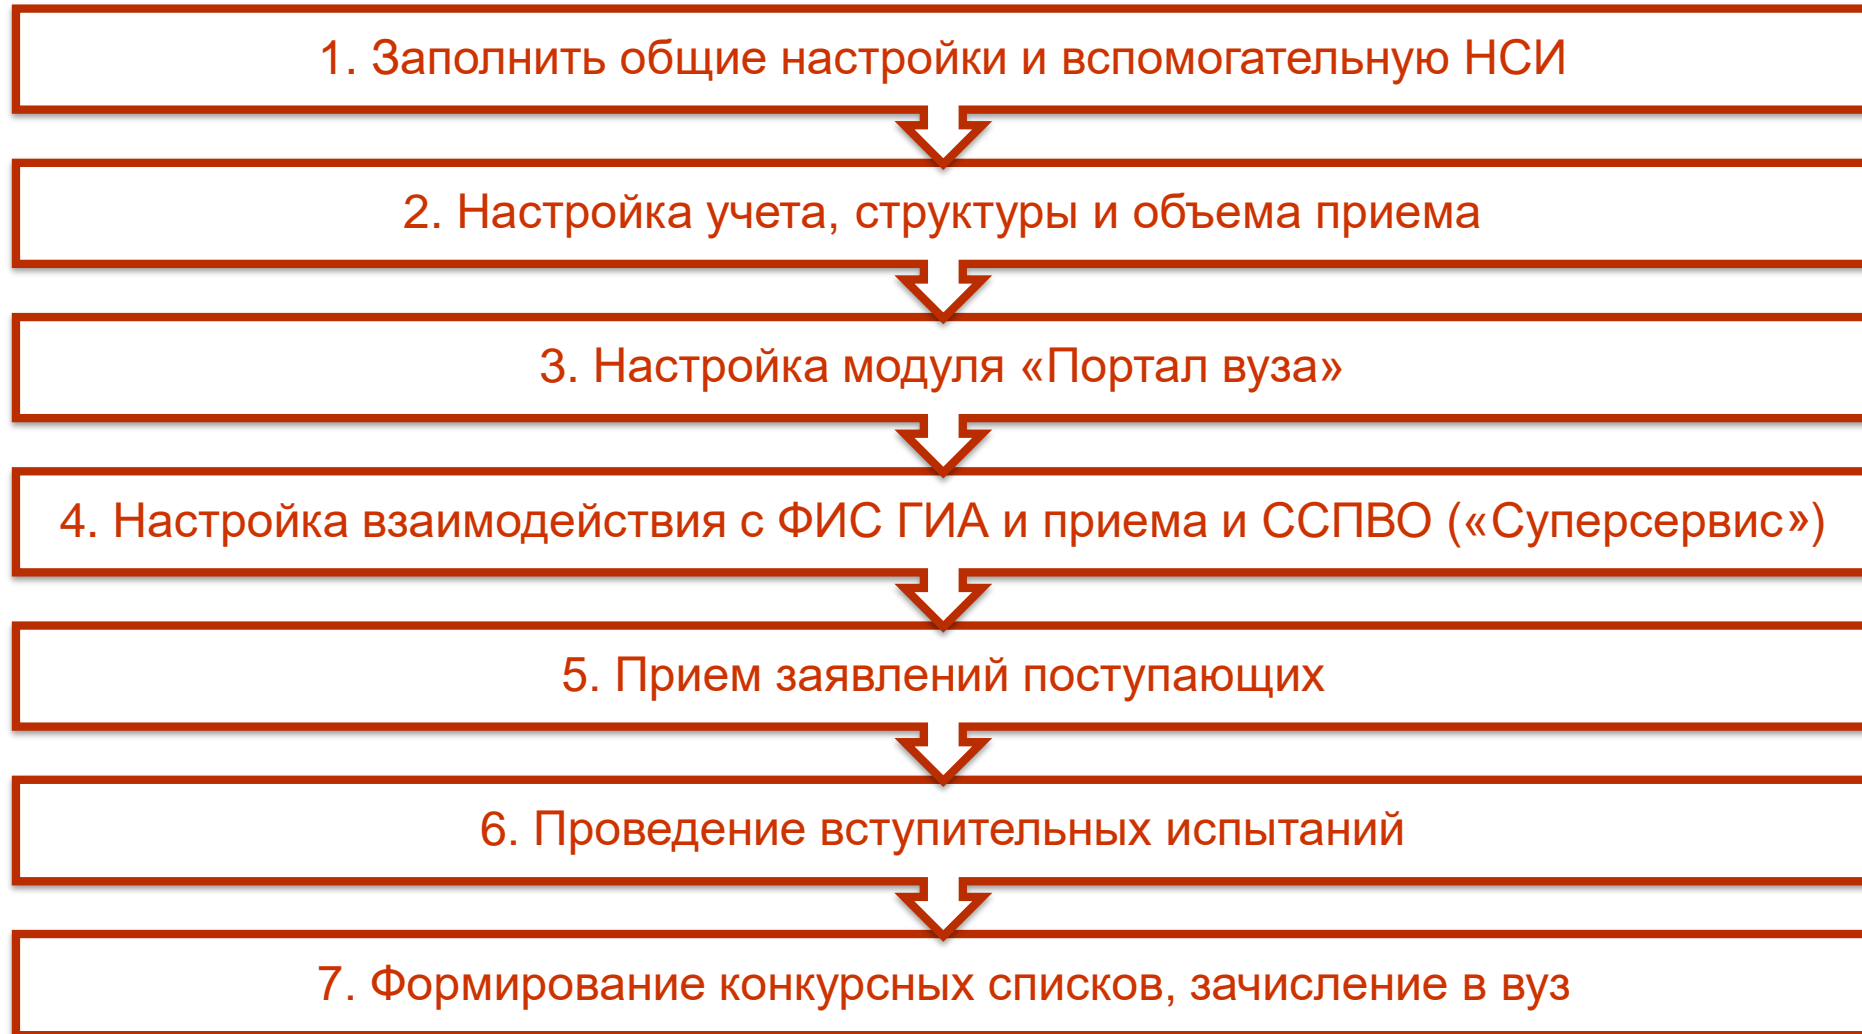 1. Заполнить общие настройки и вспомогательную НСИ
2. Настройка учета, структуры и объема приема
3. Настройка модуля «Портал вуза»
4. Настройка взаимодействия с ФИС ГИА и приема и ССПВО («Суперсервис»)
5. Прием заявлений поступающих
6. Проведение вступительных испытаний
7. Формирование конкурсных списков, зачисление в вуз